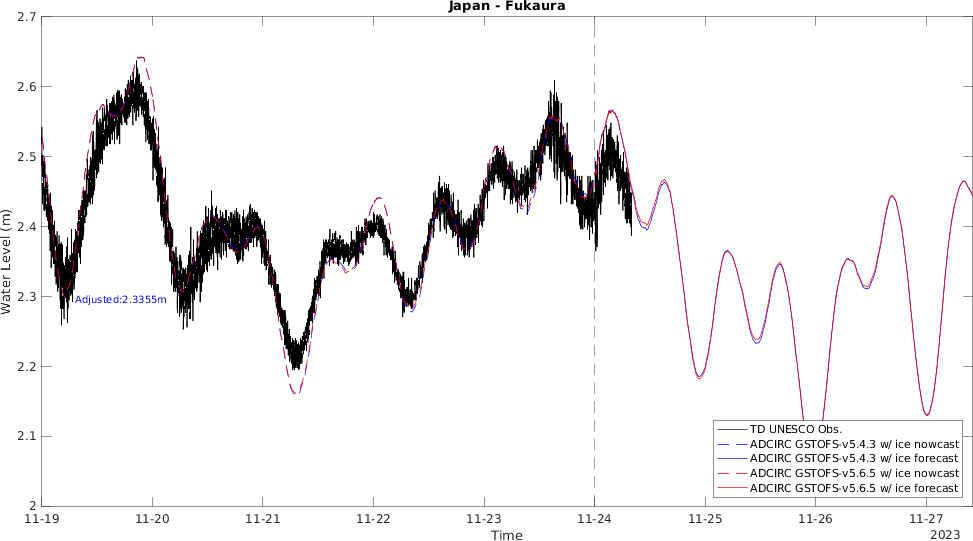 Japan - Fukaura
2.7
2.6
2.5
2.4
2.3
2.2
2.1
2
Water Level (m)
Adjusted:2.3355m
TD UNESCO Obs.
ADCIRC GSTOFS-v5.4.3 w/ ice nowcast
ADCIRC GSTOFS-v5.4.3 w/ ice forecast
ADCIRC GSTOFS-v5.6.5 w/ ice nowcast
ADCIRC GSTOFS-v5.6.5 w/ ice forecast
11-19 11-20 11-21 11-22 11-23 11-24 11-25 11-26 11-27
Time
2023